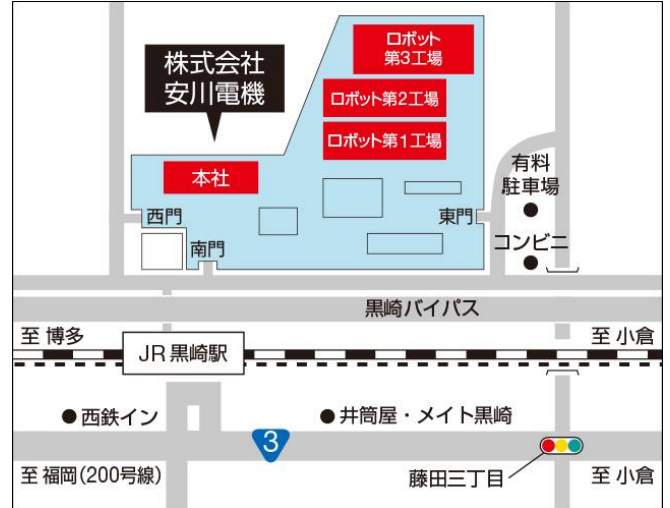 ロボット
第3工場
株式会社
安川電機
ロボット第2工場
ロボット第1工場
本社
有料
駐車場
西門
東門
コンビニ
南門
黒崎バイパス
至 博多
至 小倉
JR 黒崎駅
西鉄イン
井筒屋・メイト黒崎
3
至 福岡(200号線)
藤田三丁目
至 小倉